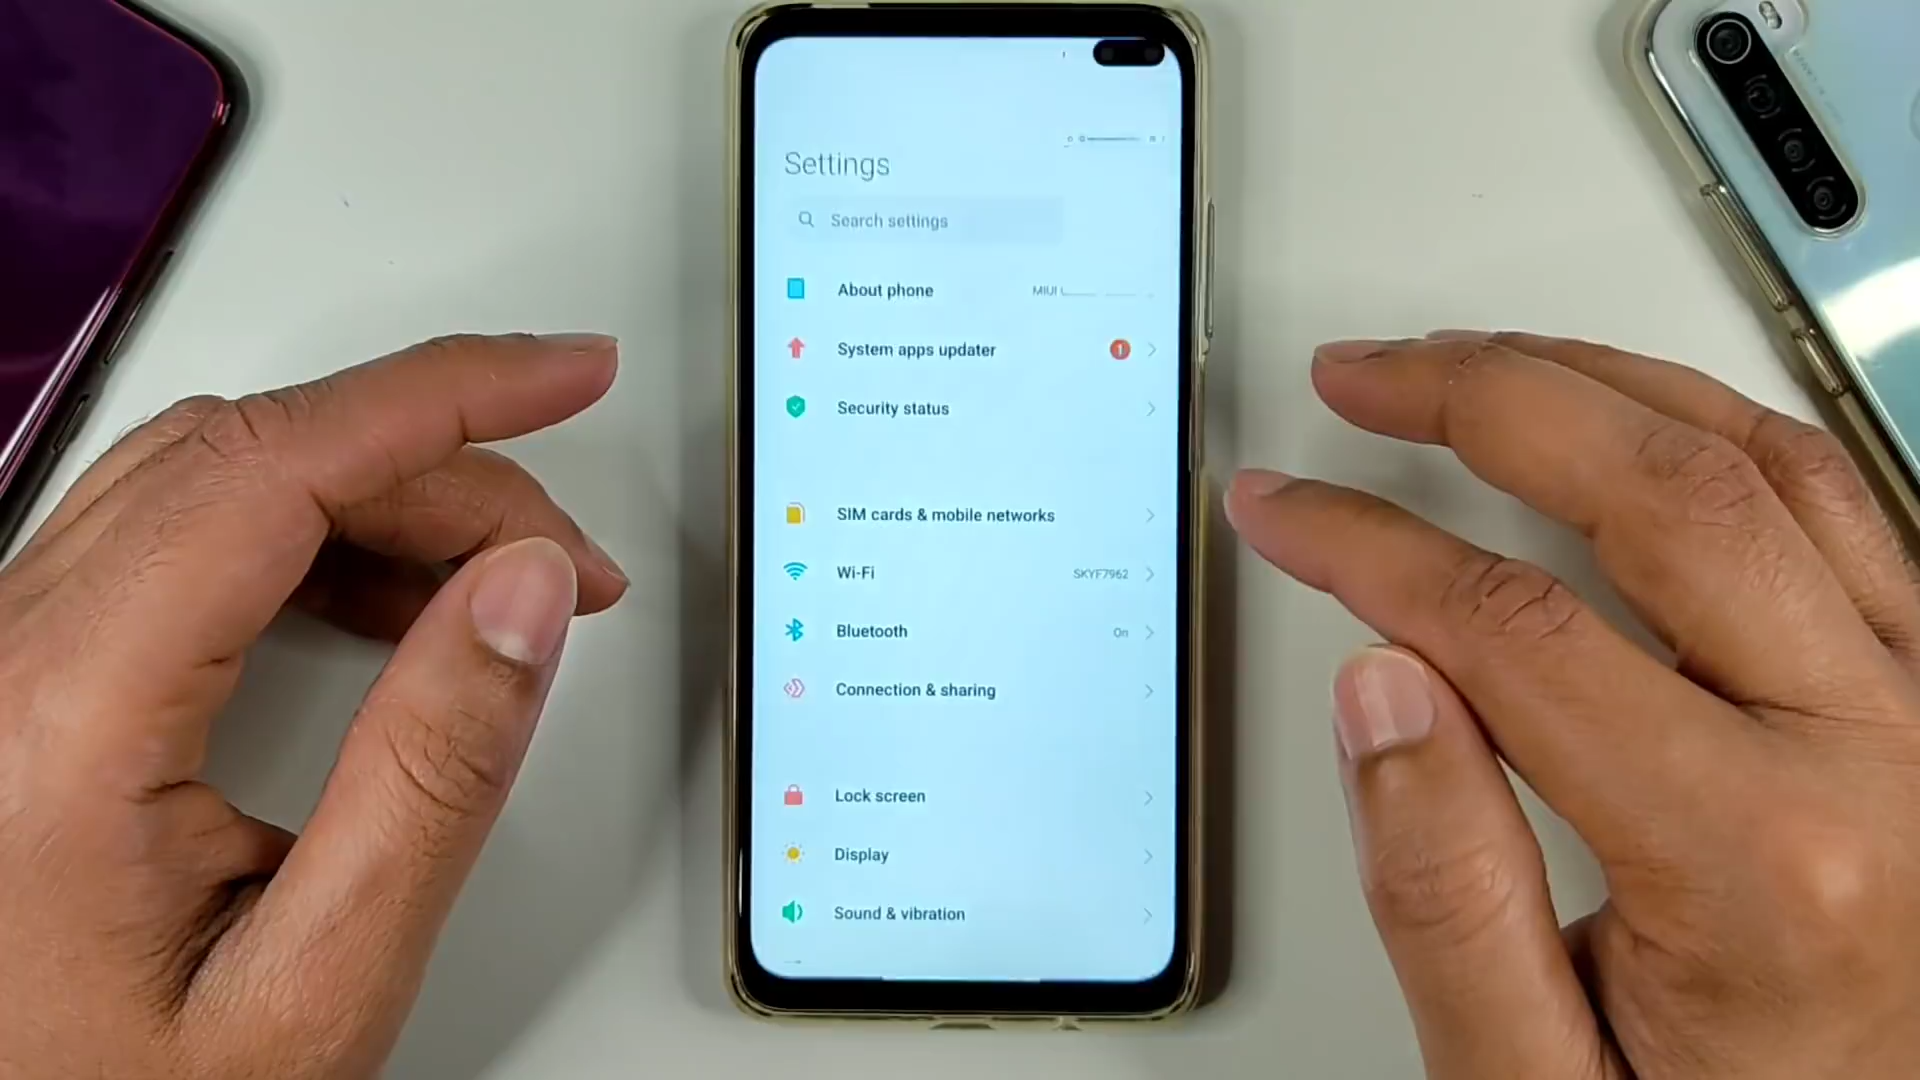 Settings
Search settings
About phone
MIUI
System apps updater
1
Security status
SIM cards & mobile networks
Wi-Fi
SKYF7962
Bluetooth
On
Connection & sharing
Lock screen
Display
Sound & vibration